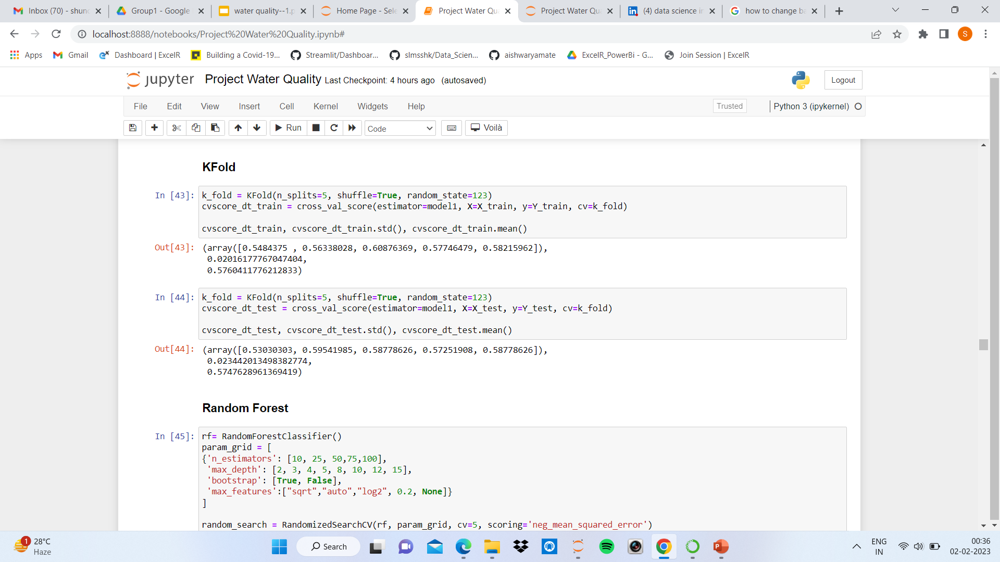 Inbox (70) - shun
Group1 - Google
water quality--1.p
Home Page - Sele
Project Water Qu
Project Water Qu
(4) data science in
how to change ba
localhost:8888/notebooks/Project%20Water%20Quality.ipynb#
S
Apps
Gmail
Dashboard | ExcelR
Building a Covid-19...
Streamlit/Dashboar...
slmsshk/Data_Scien...
aishwaryamate
ExcelR_PowerBi - G...
Join Session | ExcelR
jupyter Project Water Quality Last Checkpoint: 4 hours ago (autosaved)
Logout
File Edit View Insert Cell Kernel Widgets Help
Trusted
Python 3 (ipykernel)
Run
Code
Voilà
KFold
In [43]: k_fold = KFold(n_splits=5, shuffle=True, random_state=123)
cvscore_dt_train = cross_val_score(estimator=model1, X=X_train, y=Y_train, cv=k_fold)
cvscore_dt_train, cvscore_dt_train.std(), cvscore_dt_train.mean()
Out[43]: (array([0.5484375 , 0.56338028, 0.60876369, 0.57746479, 0.58215962]),
0.02016177767047404,
0.5760411776212833)
In [44]: k_fold = KFold(n_splits=5, shuffle=True, random_state=123)
cvscore_dt_test = cross_val_score(estimator=model1, X=X_test, y=Y_test, cv=k_fold)
cvscore_dt_test, cvscore_dt_test.std(), cvscore_dt_test.mean()
Out[44]: (array([0.53030303, 0.59541985, 0.58778626, 0.57251908, 0.58778626]),
0.023442013498382774,
0.5747628961369419)
Random Forest
In [45]: rf= RandomForestClassifier()
param_grid = [
{'n_estimators': [10, 25, 50,75,100],
'max_depth': [2, 3, 4, 5, 8, 10, 12, 15],
'bootstrap': [True, False],
'max_features':["sqrt","auto","log2", 0.2, None]}
]
random_search = RandomizedSearchCV(rf, param_grid, cv=5, scoring='neg_mean_squared_error')
1
28°C
Haze
Search
ENG
IN
00:36
02-02-2023